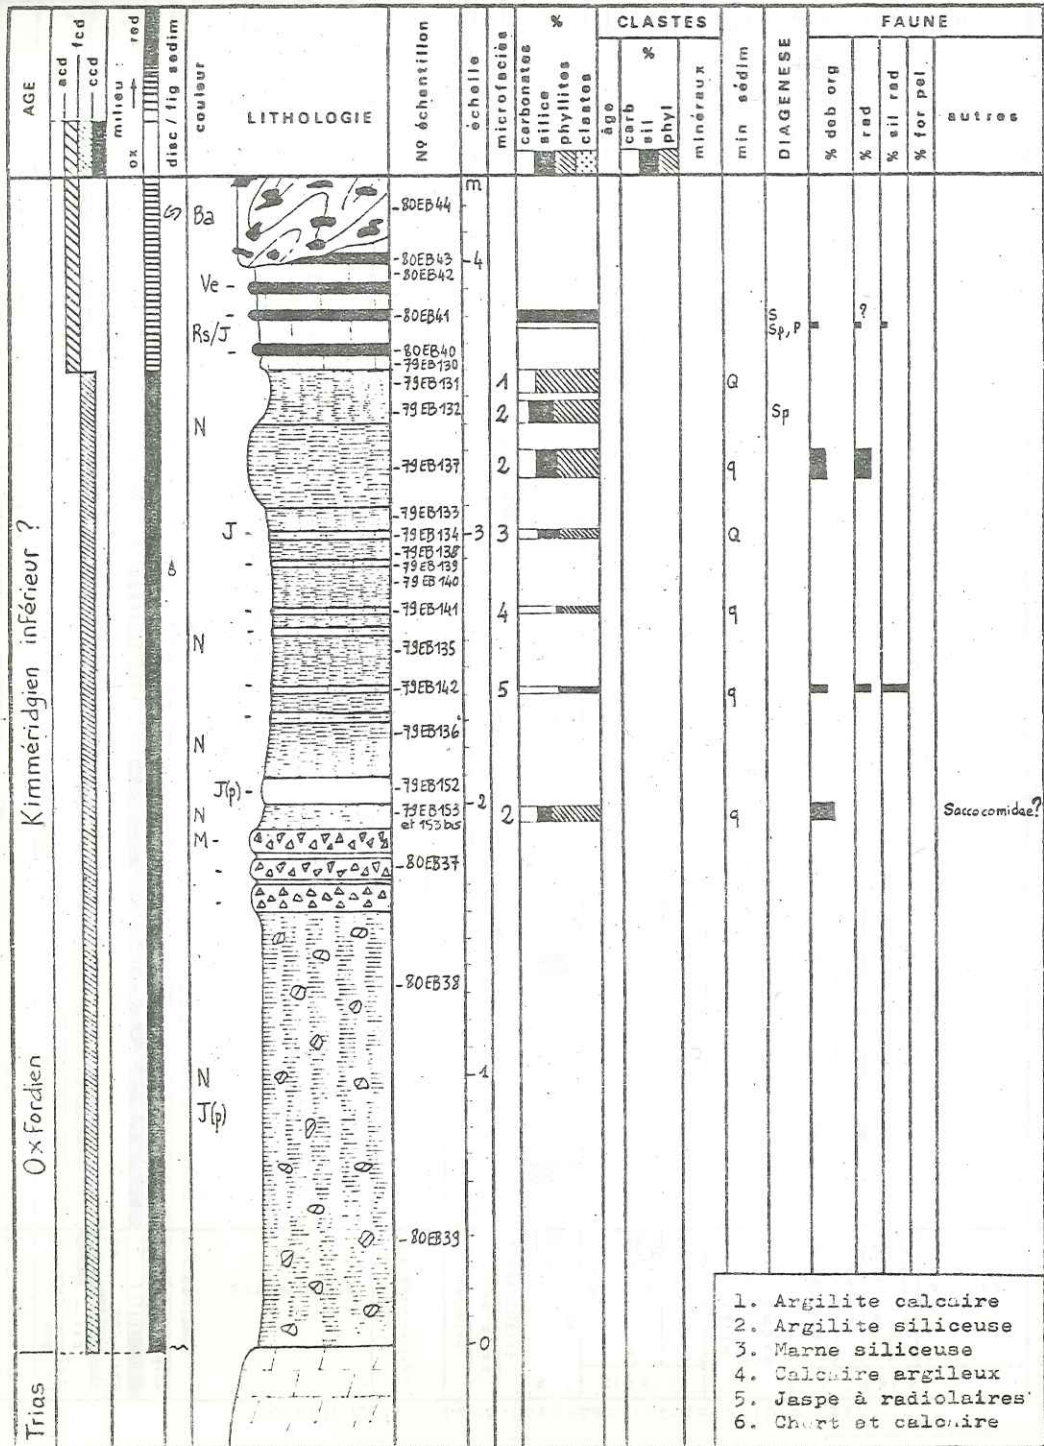 AGE
acd
fcd
ccd
milieu : red
ox
disc / fig sedim
couleur
LITHOLOGIE
Nº échantillon
échelle
microfaciès
%
carbonates
silice
phyllites
clastes
CLASTES
âge
%
carb
sil
phyl
minéraux
min sédim
DIAGENESE
FAUNE
% deb org
% rad
% sil rad
% for pel
autres
m
Ba
-80EB44
-80EB43
-4
-80EB42
Ve -
-80EB41
S
?
Sp, P
Rs/J
-80EB40
-79EB130
-79EB131
1
Q
-79EB132
2
Sp
N
-79EB137
2
q
-79EB133
J -
-79EB134
-3
3
Q
-79EB138
-79EB139
-79EB140
-79EB141
4
q
N
-79EB135
-79EB142
5
q
N
-79EB136
J(p) -
-79EB152
-2
N
-79EB153
et 153bis
2
q
Saccocomidae?
M -
-80EB37
-80EB38
-1
N
J(p)
-80EB39
-0
Kimméridgien inférieur ?
Oxfordien
Trias
1. Argilite calcaire
2. Argilite siliceuse
3. Marne siliceuse
4. Calcaire argileux
5. Jaspe à radiolaires
6. Chert et calcaire